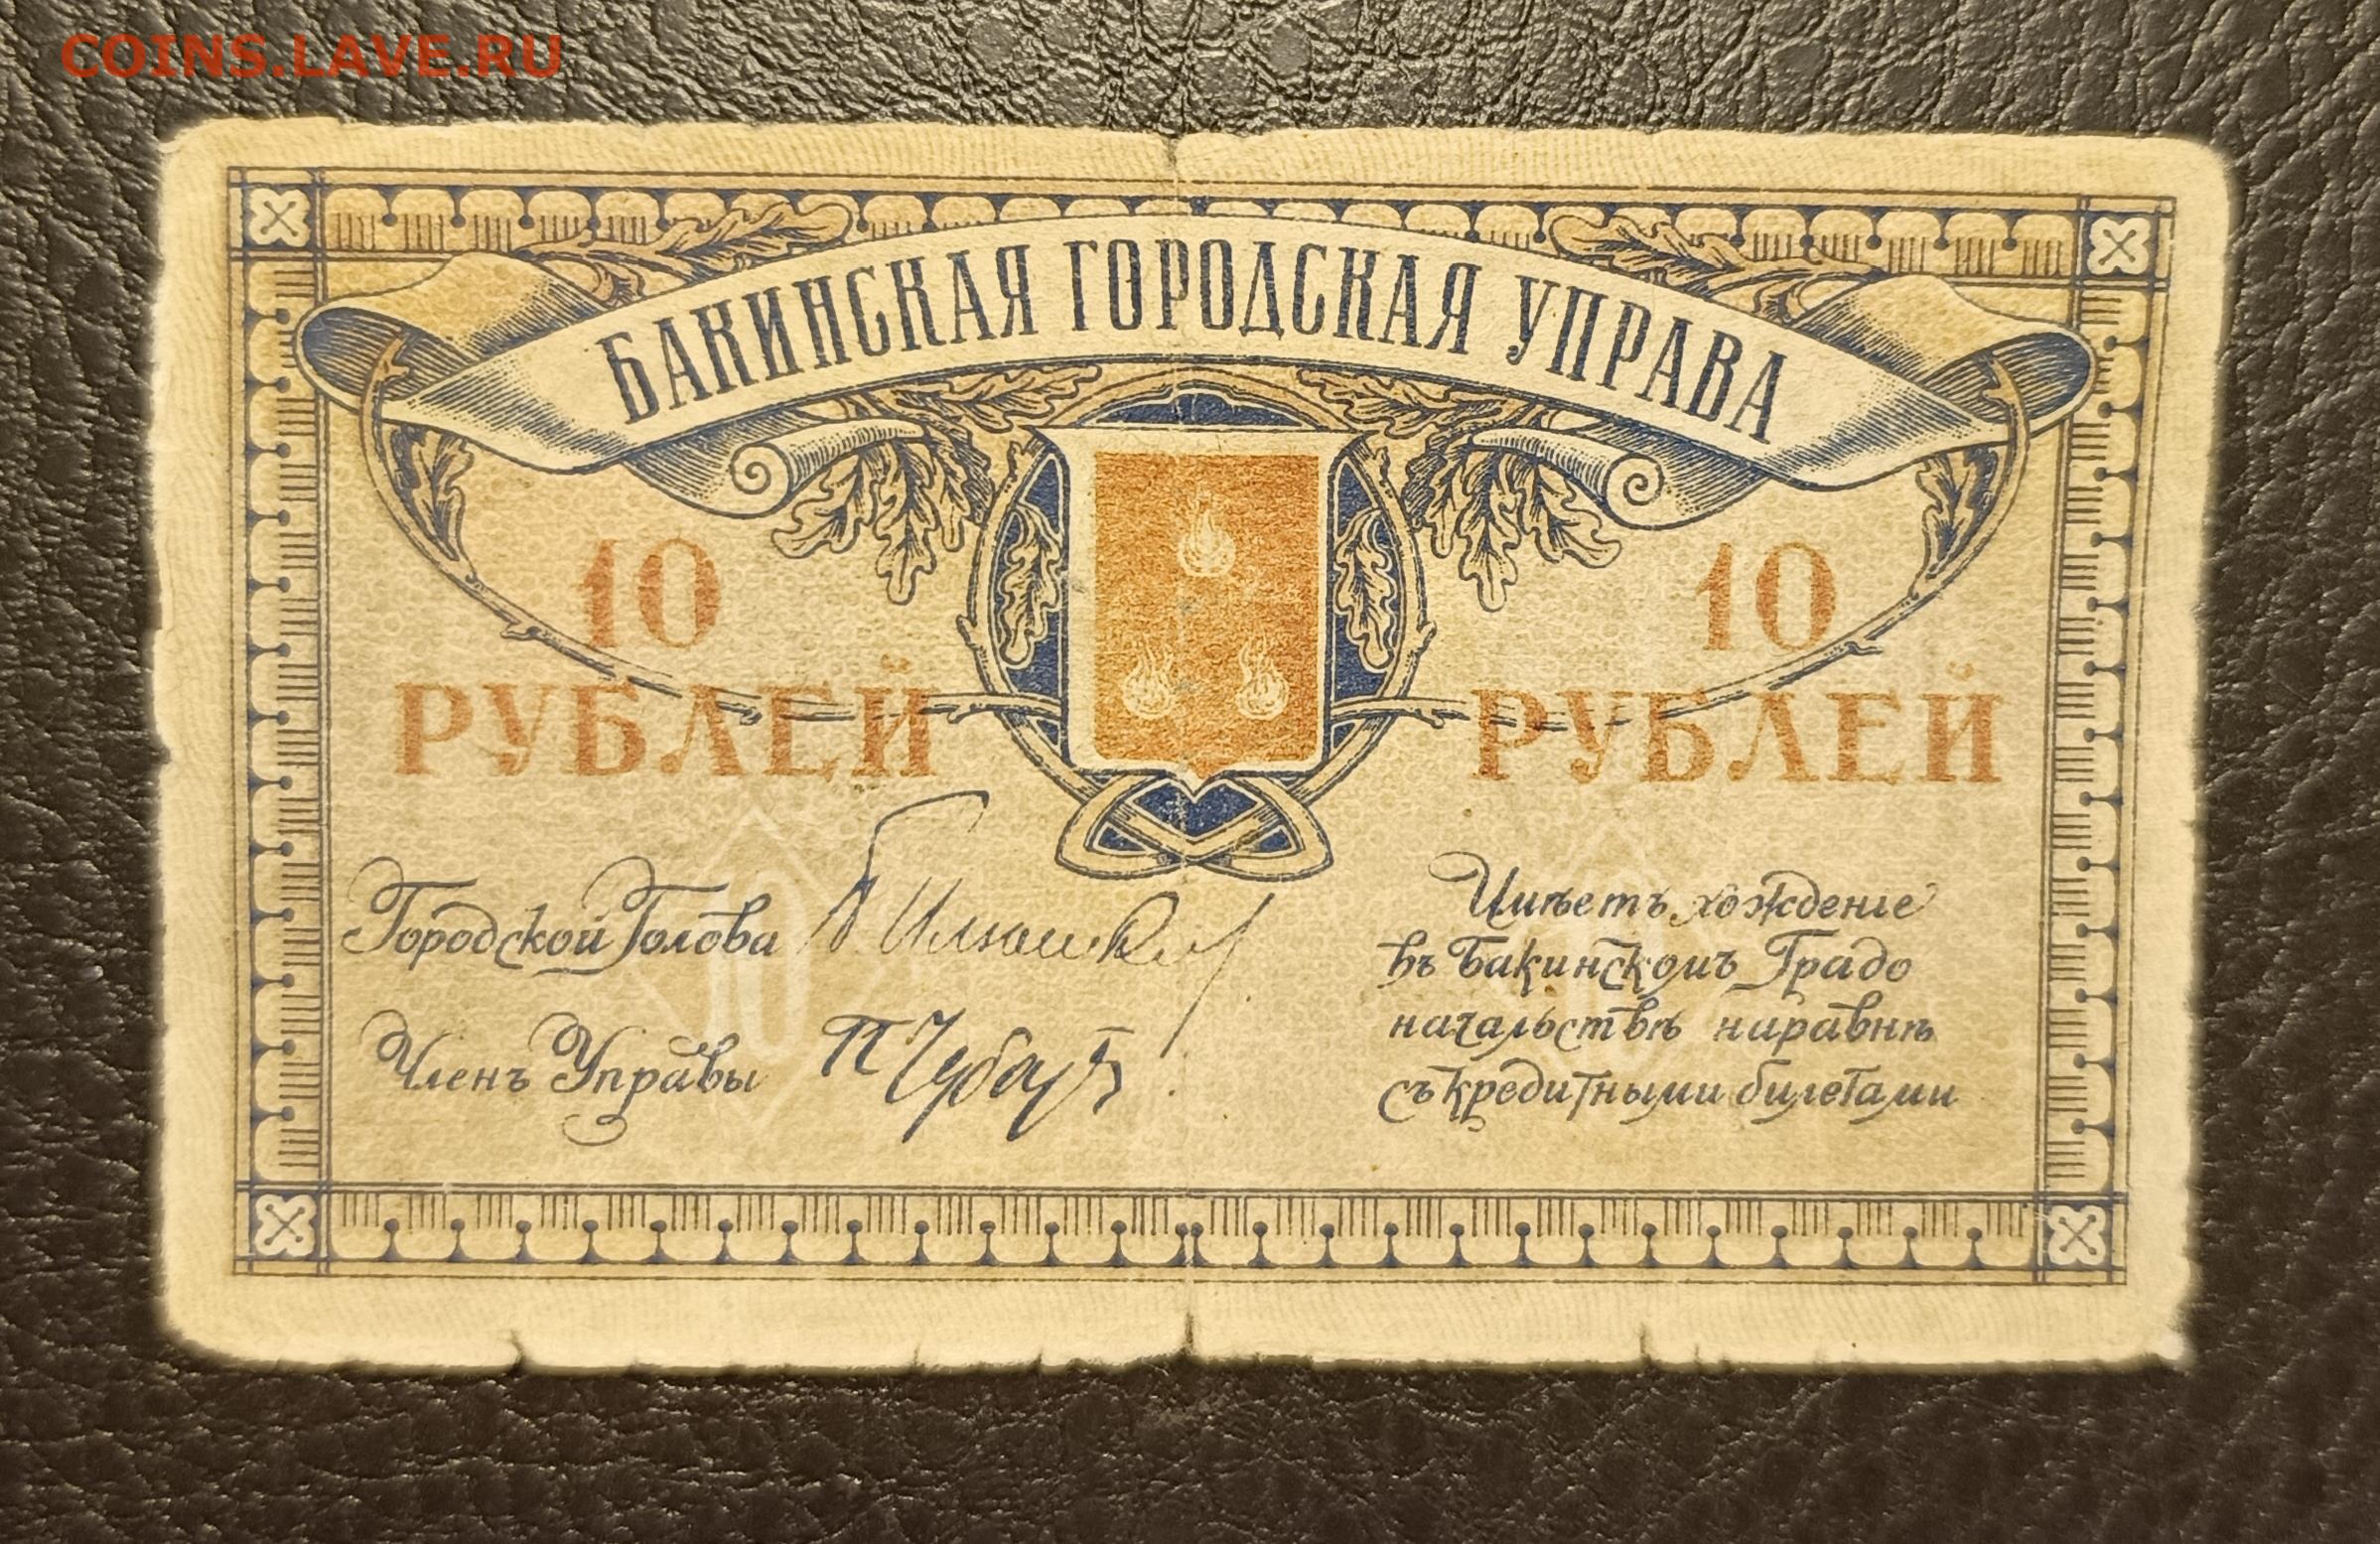 COINS.LAVE.RU
БАКИНСКАЯ ГОРОДСКАЯ УПРАВА
10
РУБЛЕЙ
10
РУБЛЕЙ
Городской Голова
Членъ Управы
Имѣетъ хожденіе
въ Бакинскомъ Градо
начальствѣ наравнѣ
съ кредитными билетами
10